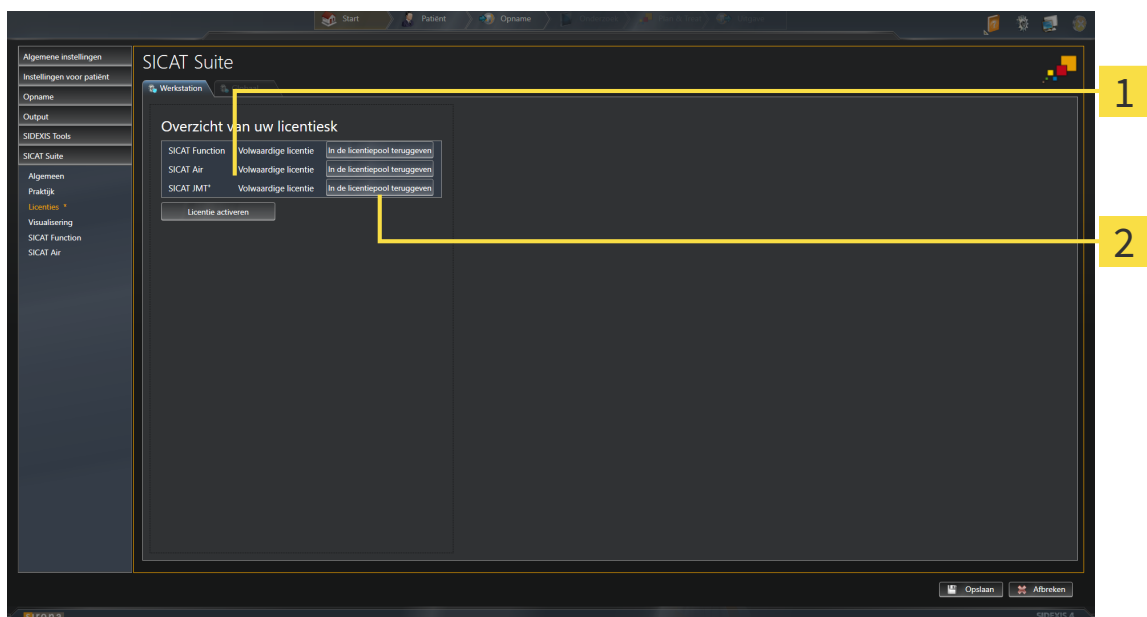 Start
Patiënt
Opname
Algemene instellingen
Instellingen voor patiënt
Opname
Output
SIDEXIS Tools
SICAT Suite
Algemeen
Praktijk
Licenties *
Visualisering
SICAT Function
SICAT Air
SICAT Suite
Werkstation
Overzicht van uw licentiesk
SICAT Function Volwaardige licentie In de licentiepool teruggeven
SICAT Air Volwaardige licentie In de licentiepool teruggeven
SICAT JMT+ Volwaardige licentie In de licentiepool teruggeven
Licentie activeren
1
2
Opslaan
Afbreken
SIDEXIS 4